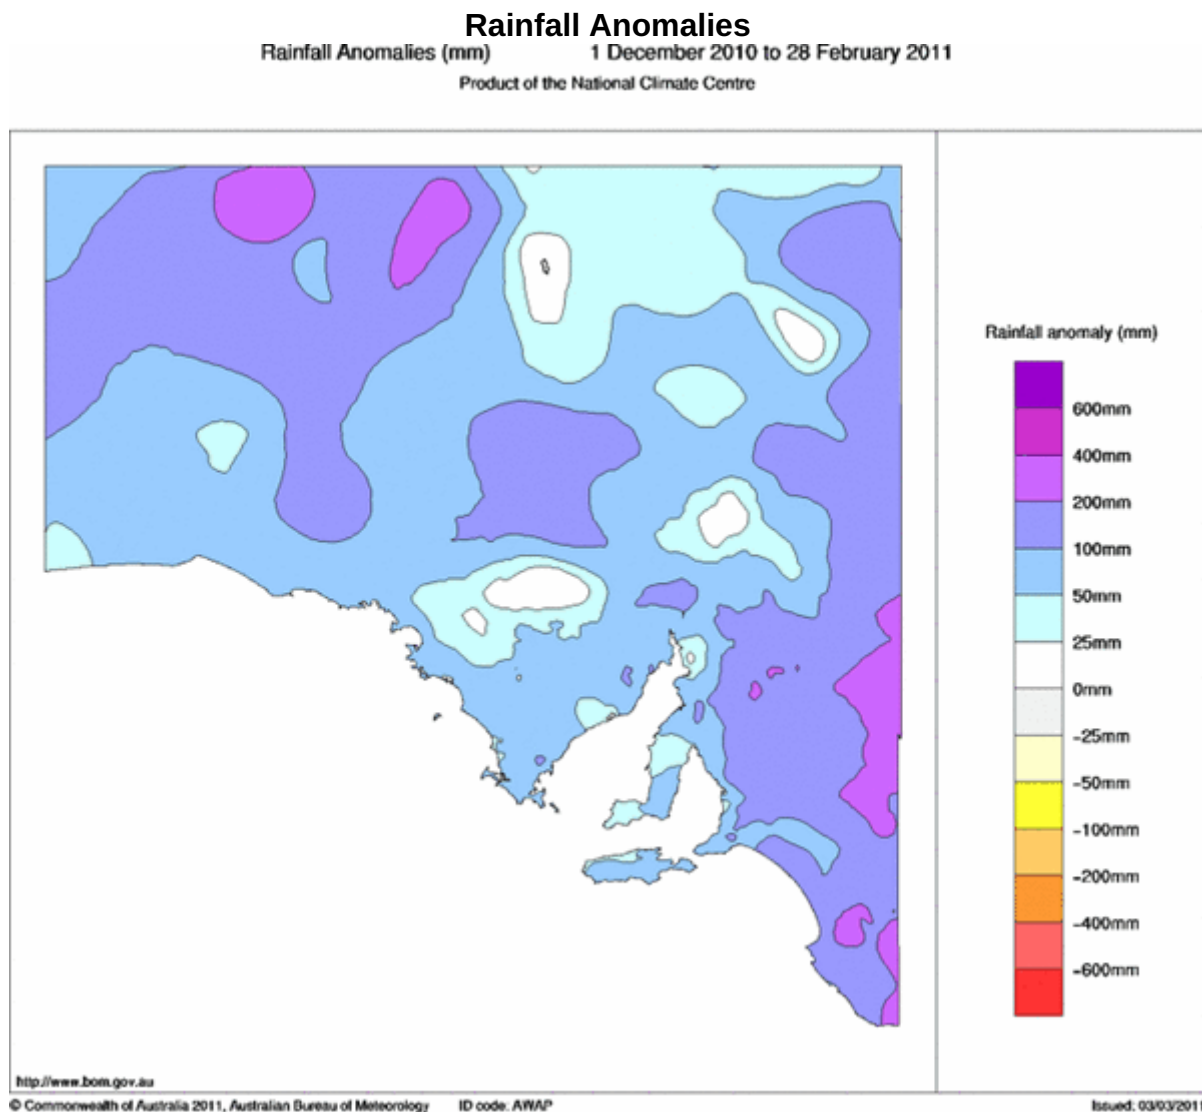 Rainfall Anomalies
Rainfall Anomalies (mm) 1 December 2010 to 28 February 2011
Product of the National Climate Centre
Rainfall anomaly (mm)
600mm
400mm
200mm
100mm
50mm
25mm
0mm
-25mm
-50mm
-100mm
-200mm
-400mm
-600mm
http://www.bom.gov.au
© Commonwealth of Australia 2011, Australian Bureau of Meteorology ID code: AWAP Issued: 03/03/2011